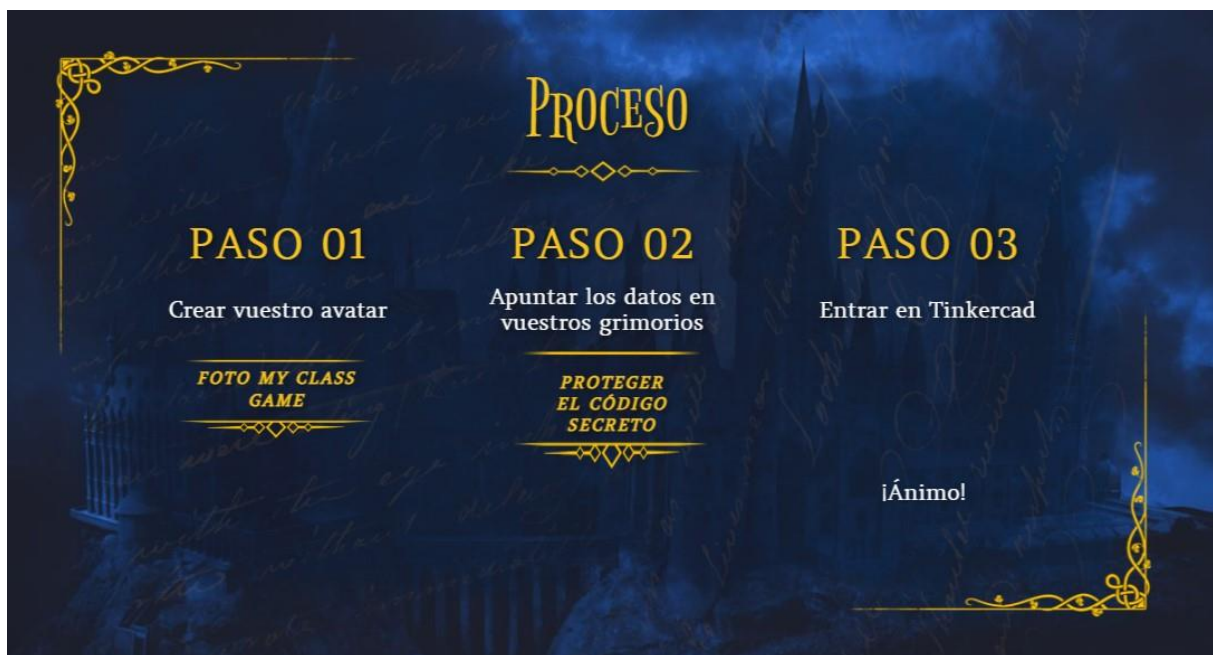 PROCESO
PASO 01
Crear vuestro avatar
FOTO MY CLASS
GAME
PASO 02
Apuntar los datos en
vuestros grimorios
PROTEGER
EL CÓDIGO
SECRETO
PASO 03
Entrar en Tinkercad
¡Ánimo!